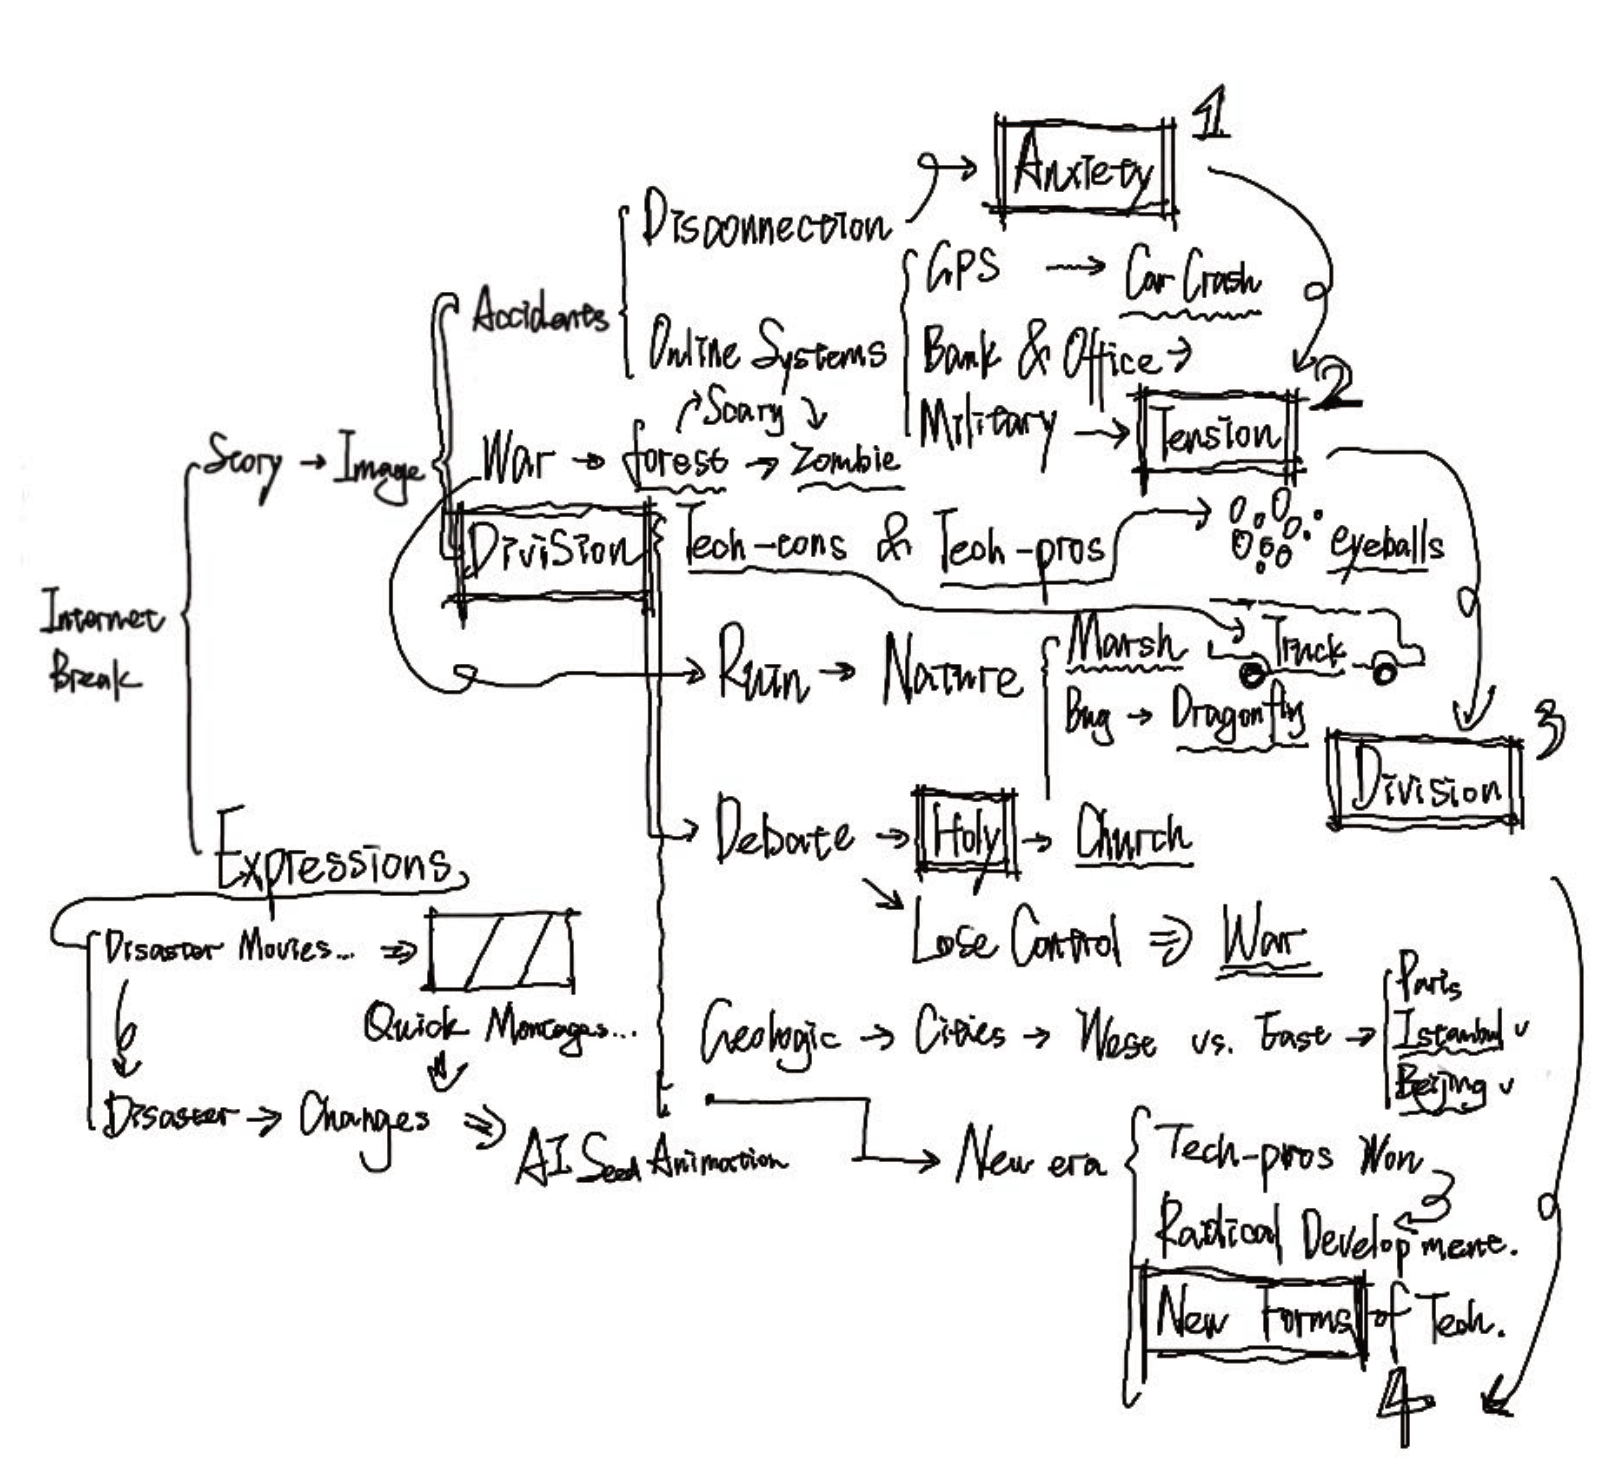 1
Anxiety
Disconnection
GPS → Car Crash
Accidents
Online Systems
Bank & Office →
2
Scary
Military → Tension
Story → Image
War → forest → Zombie
Division
Tech-cons & Tech-pros
eyeballs
Internet
Break
Marsh
Truck
Ruin → Nature
Bug → Dragonfly
3
Division
Debate → Holy → Church
Expressions
Lose Control ⇒ War
Disaster Movies... ⇒
Paris
Quick Montages...
Geologic → Cities → West vs. East →
Istanbul v
Beijing v
Disaster → Changes ⇒
AI Seed Animation
New era
Tech-pros Won
Radical Development.
New Forms of Tech.
4